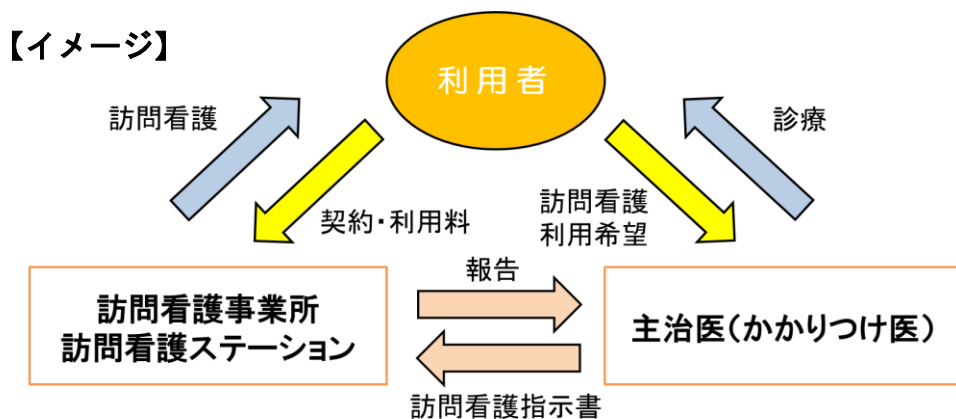 【イメージ】
利用者
訪問看護
診療
契約・利用料
訪問看護
利用希望
報告
訪問看護事業所
訪問看護ステーション
主治医(かかりつけ医)
訪問看護指示書